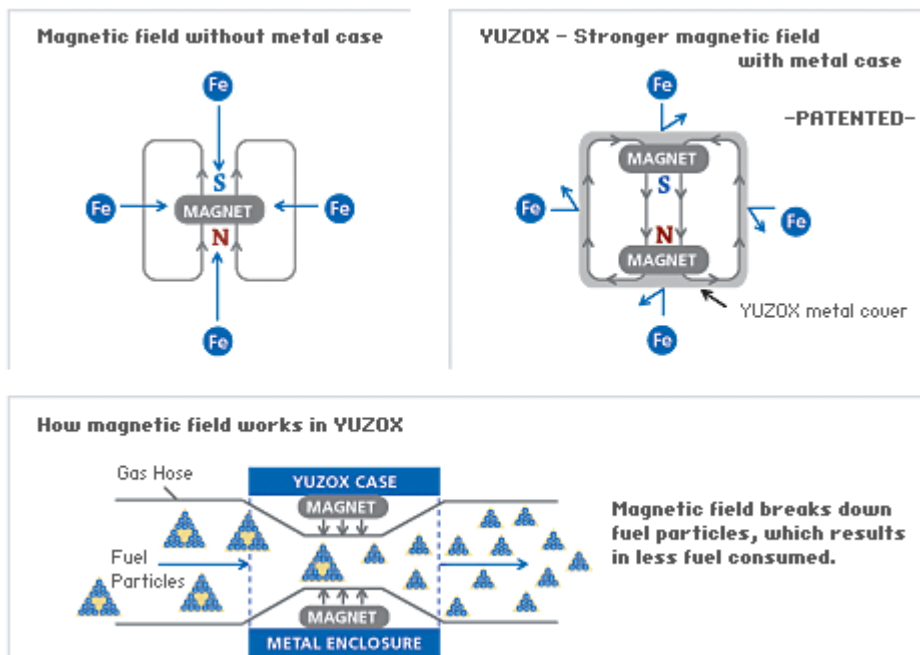 Magnetic field without metal case
Fe
S
Fe
MAGNET
Fe
N
Fe
YUZOX - Stronger magnetic field
with metal case
Fe
-PATENTED-
MAGNET
S
Fe
Fe
N
MAGNET
YUZOX metal cover
Fe
How magnetic field works in YUZOX
Gas Hose
YUZOX CASE
MAGNET
Fuel
Particles
MAGNET
METAL ENCLOSURE
Magnetic field breaks down
fuel particles, which results
in less fuel consumed.